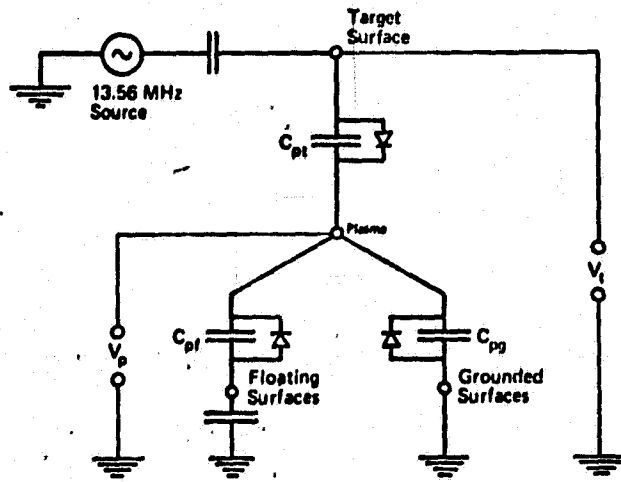 Target
Surface
13.56 MHz
Source
C_pt
Plasma
V_t
V_p
C_pf
C_pg
Floating
Surfaces
Grounded
Surfaces